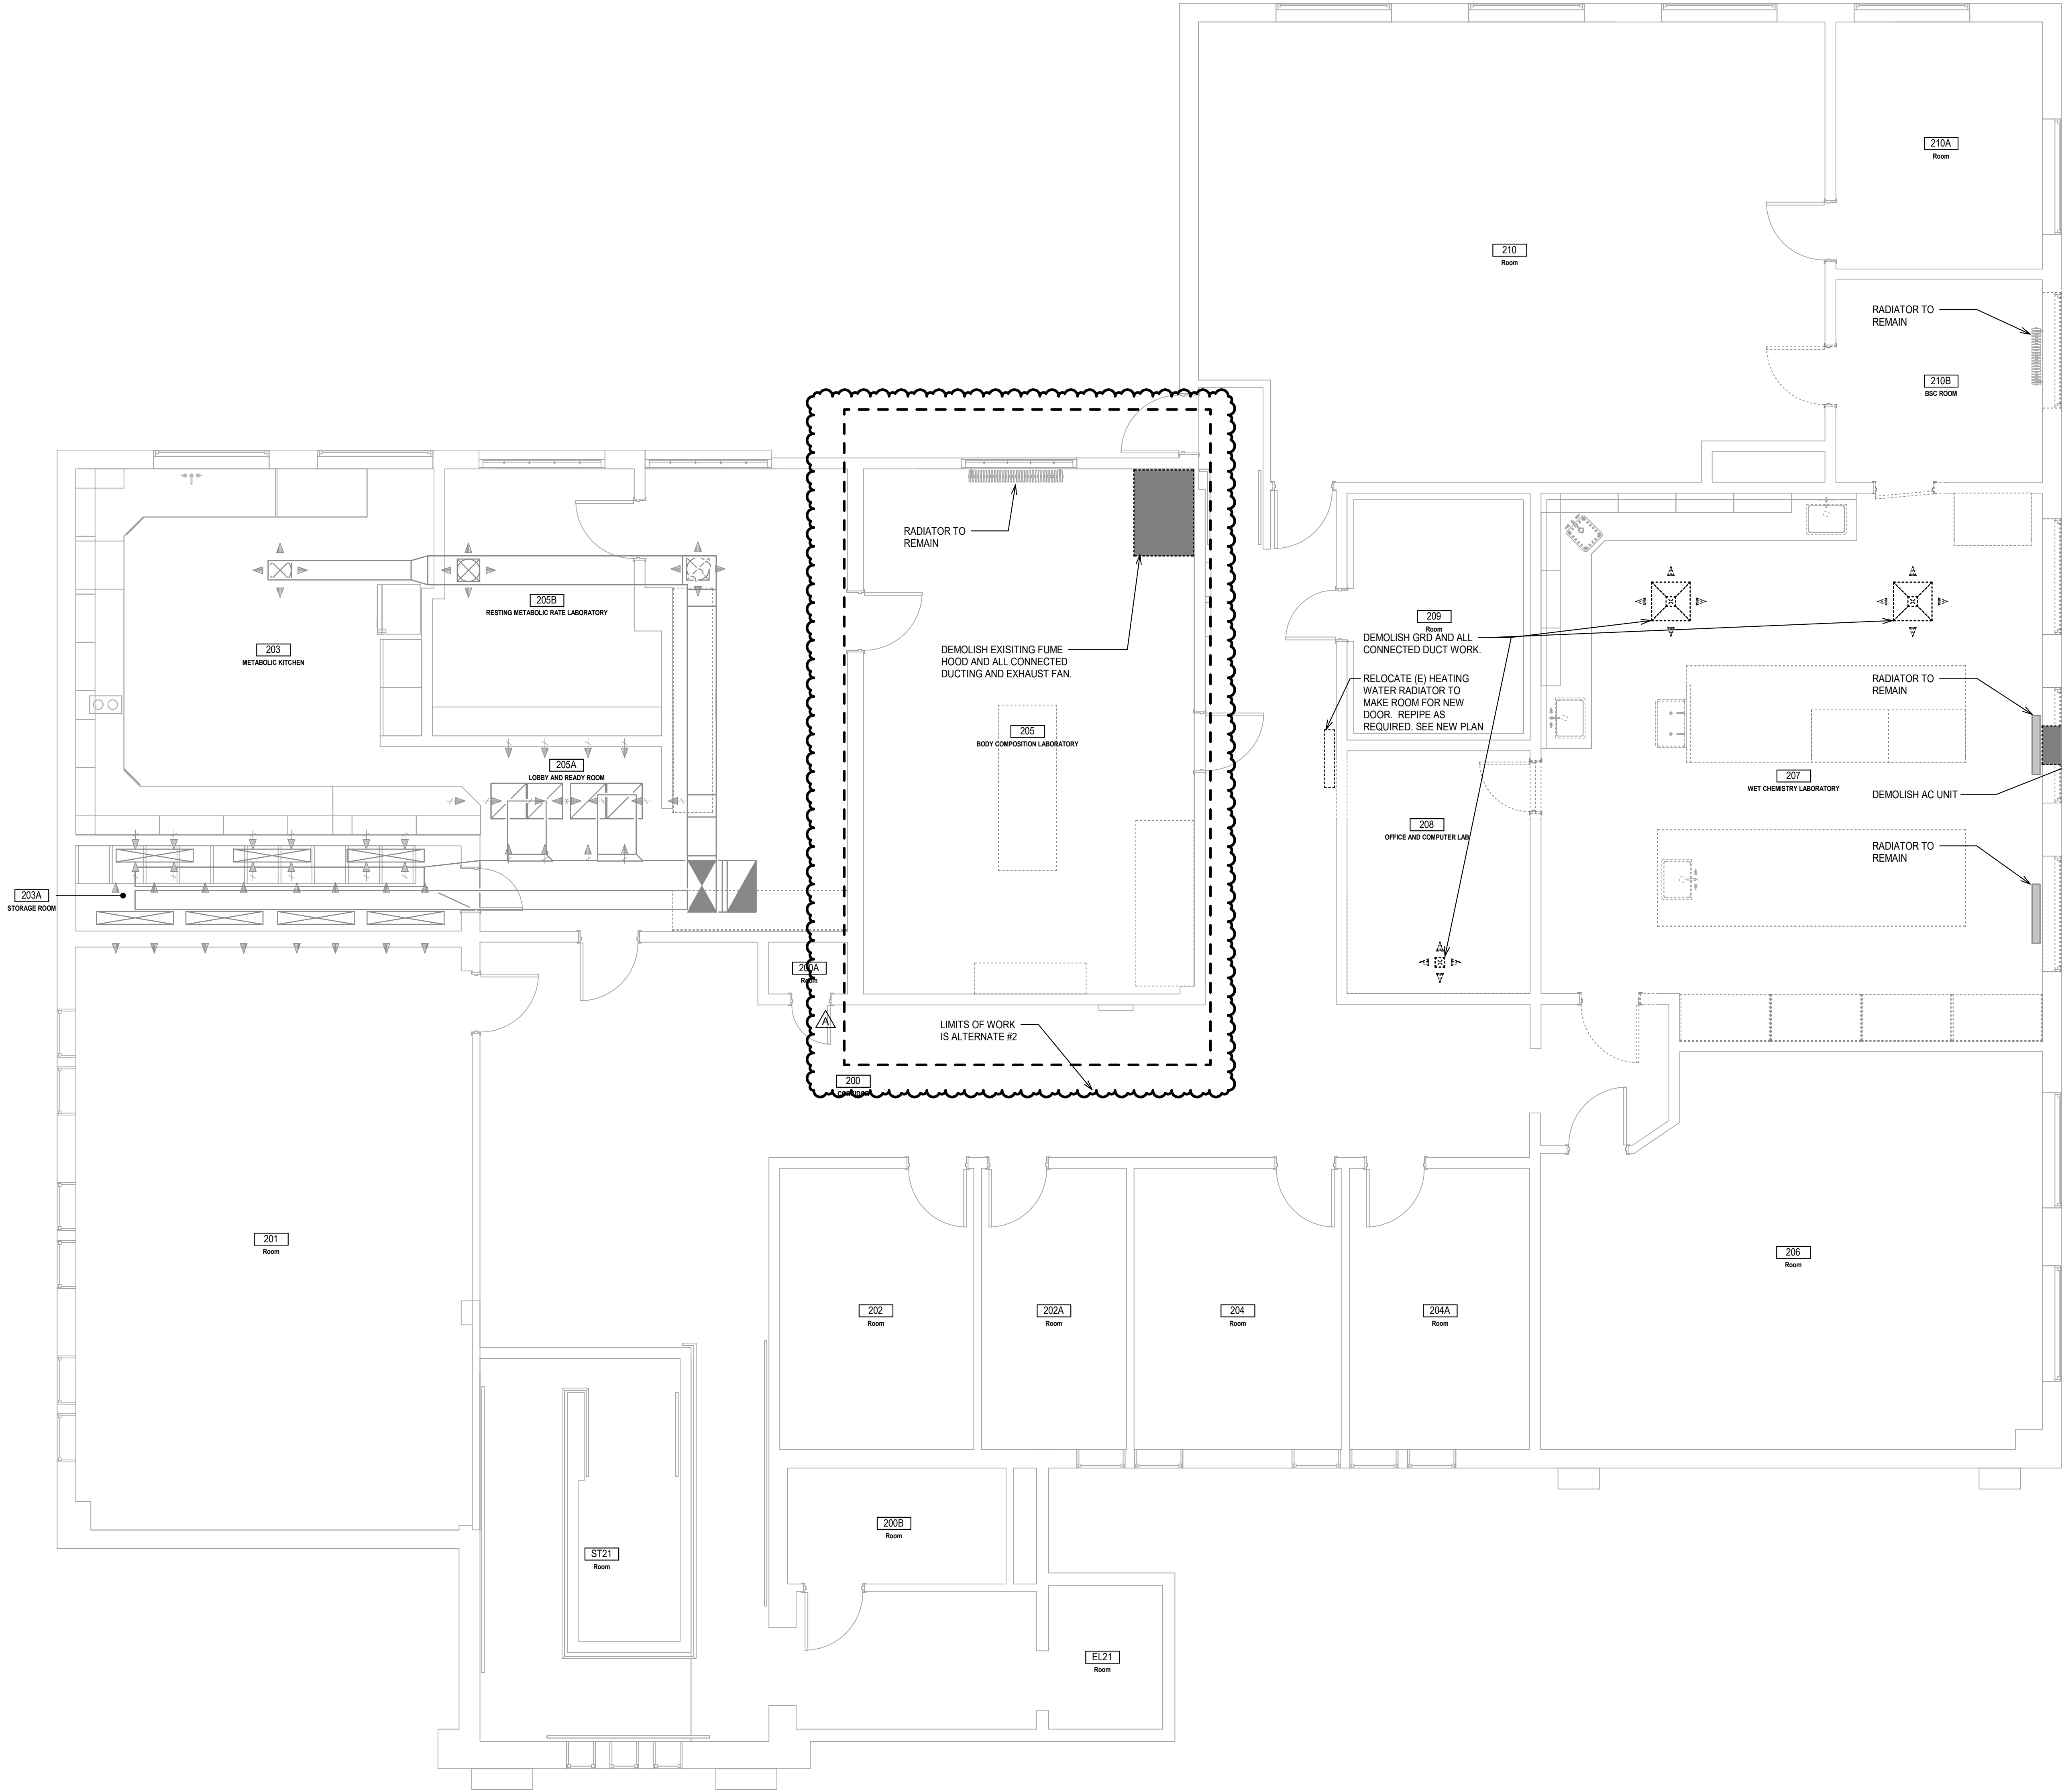 210A
Room
210
Room
RADIATOR TO
REMAIN
210B
BSC ROOM
RADIATOR TO
REMAIN
205B
RESTING METABOLIC RATE LABORATORY
209
Room
203
METABOLIC KITCHEN
DEMOLISH EXISITING FUME
HOOD AND ALL CONNECTED
DUCTING AND EXHAUST FAN.
DEMOLISH GRD AND ALL
CONNECTED DUCT WORK.
RELOCATE (E) HEATING
WATER RADIATOR TO
MAKE ROOM FOR NEW
DOOR. REPIPE AS
REQUIRED. SEE NEW PLAN
RADIATOR TO
REMAIN
205
BODY COMPOSITION LABORATORY
205A
LOBBY AND READY ROOM
207
WET CHEMISTRY LABORATORY
DEMOLISH AC UNIT
208
OFFICE AND COMPUTER LAB
RADIATOR TO
REMAIN
203A
STORAGE ROOM
200A
Room
A
LIMITS OF WORK
IS ALTERNATE #2
200
CORRIDOR
201
Room
206
Room
202
Room
202A
Room
204
Room
204A
Room
200B
Room
ST21
Room
EL21
Room